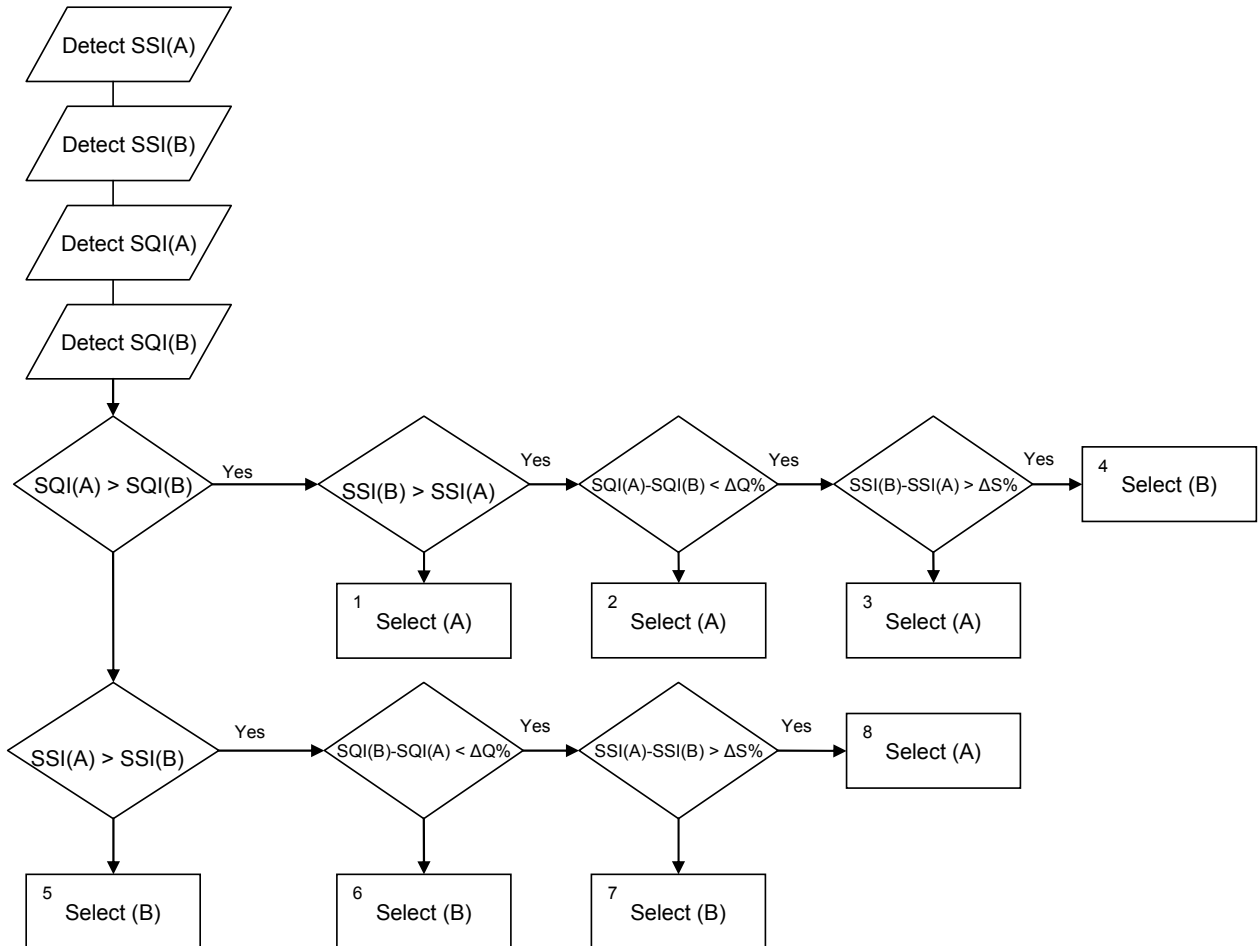 Detect SSI(A)
Detect SSI(B)
Detect SQI(A)
Detect SQI(B)
SQI(A) > SQI(B)
Yes
SSI(B) > SSI(A)
Yes
SQI(A)-SQI(B) < ΔQ%
Yes
SSI(B)-SSI(A) > ΔS%
Yes
4
Select (B)
1
Select (A)
2
Select (A)
3
Select (A)
SSI(A) > SSI(B)
Yes
SQI(B)-SQI(A) < ΔQ%
Yes
SSI(A)-SSI(B) > ΔS%
Yes
8
Select (A)
5
Select (B)
6
Select (B)
7
Select (B)